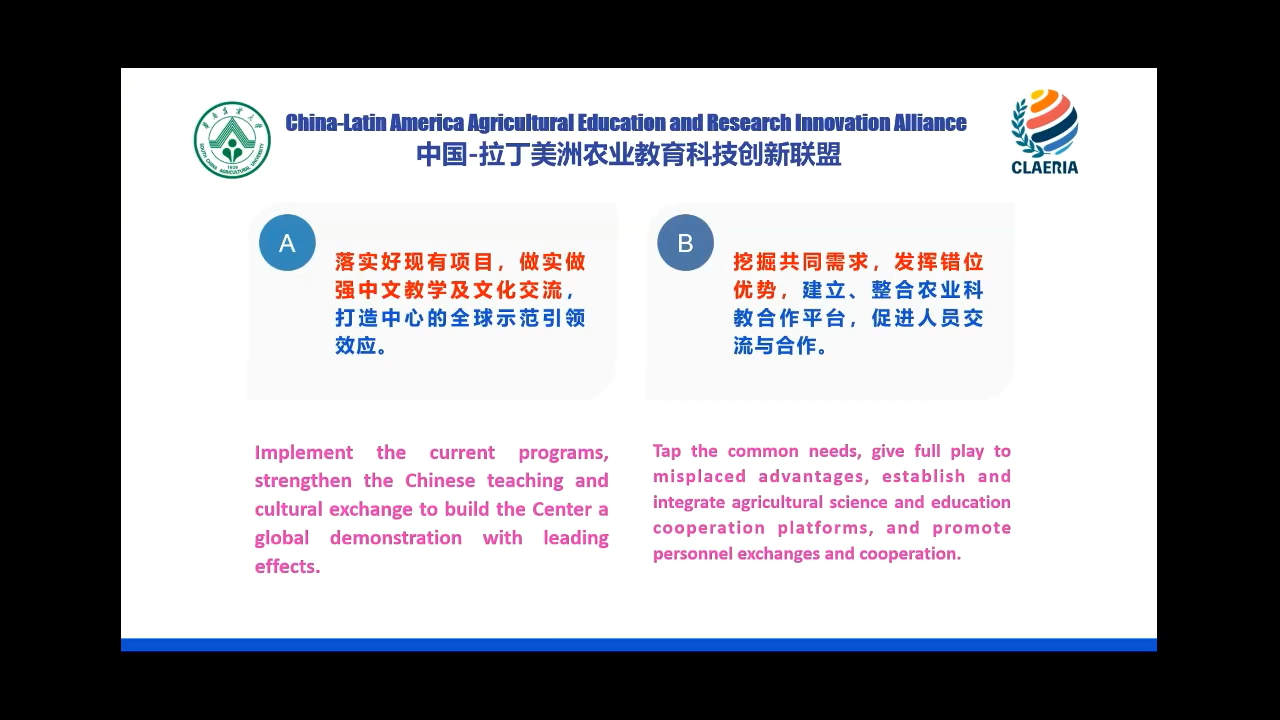 China-Latin America Agricultural Education and Research Innovation Alliance
中国-拉丁美洲农业教育科技创新联盟
SOUTH CHINA AGRICULTURAL UNIVERSITY
1909
CLAERIA
A
落实好现有项目，做实做
强中文教学及文化交流，
打造中心的全球示范引领
效应。
B
挖掘共同需求，发挥错位
优势，建立、整合农业科
教合作平台，促进人员交
流与合作。
Implement the current programs,
strengthen the Chinese teaching and
cultural exchange to build the Center a
global demonstration with leading
effects.
Tap the common needs, give full play to
misplaced advantages, establish and
integrate agricultural science and education
cooperation platforms, and promote
personnel exchanges and cooperation.